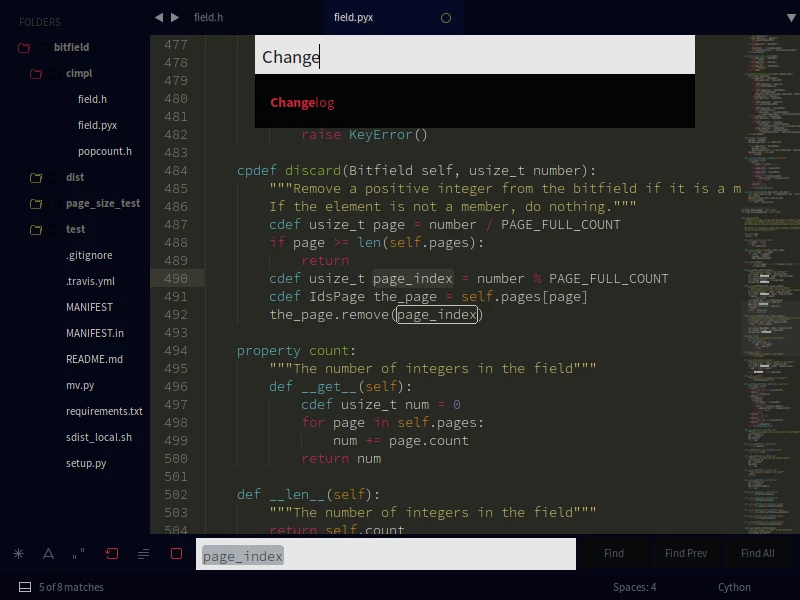 FOLDERS
bitfield
cimpl
field.h
field.pyx
popcount.h
dist
page_size_test
test
.gitignore
.travis.yml
MANIFEST
MANIFEST.in
README.md
mv.py
requirements.txt
sdist_local.sh
setup.py
field.h
field.pyx
Change
Changelog
477
478
479
480
481
482 raise KeyError()
483
484 cpdef discard(Bitfield self, usize_t number):
485 """Remove a positive integer from the bitfield if it is a m
486 If the element is not a member, do nothing."""
487 cdef usize_t page = number / PAGE_FULL_COUNT
488 if page >= len(self.pages):
489 return
490 cdef usize_t page_index = number % PAGE_FULL_COUNT
491 cdef IdsPage the_page = self.pages[page]
492 the_page.remove(page_index)
493
494 property count:
495 """The number of integers in the field"""
496 def __get__(self):
497 cdef usize_t num = 0
498 for page in self.pages:
499 num += page.count
500 return num
501
502 def __len__(self):
503 """The number of integers in the field"""
504 return self.count
page_index
Find
Find Prev
Find All
5 of 8 matches
Spaces: 4
Cython